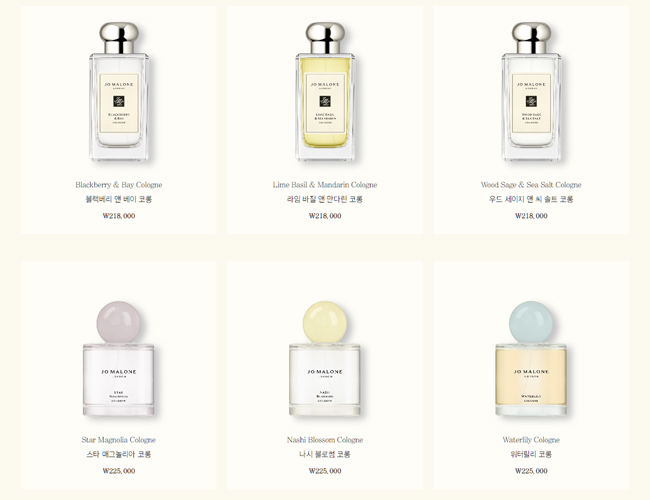 JO MALONE
LONDON
BLACKBERRY
& BAY
COLOGNE
JO MALONE
LONDON
LIME BASIL
& MANDARIN
COLOGNE
JO MALONE
LONDON
WOOD SAGE
& SEA SALT
COLOGNE
Blackberry & Bay Cologne
Lime Basil & Mandarin Cologne
Wood Sage & Sea Salt Cologne
블랙베리 앤 베이 코롱
라임 바질 앤 만다린 코롱
우드 세이지 앤 씨 솔트 코롱
₩218,000
₩218,000
₩218,000
JO MALONE
LONDON
STAR
MAGNOLIA
COLOGNE
JO MALONE
LONDON
NASHI
BLOSSOM
COLOGNE
JO MALONE
LONDON
WATERLILY
COLOGNE
Star Magnolia Cologne
Nashi Blossom Cologne
Waterlily Cologne
스타 매그놀리아 코롱
나시 블로썸 코롱
워터릴리 코롱
₩225,000
₩225,000
₩225,000